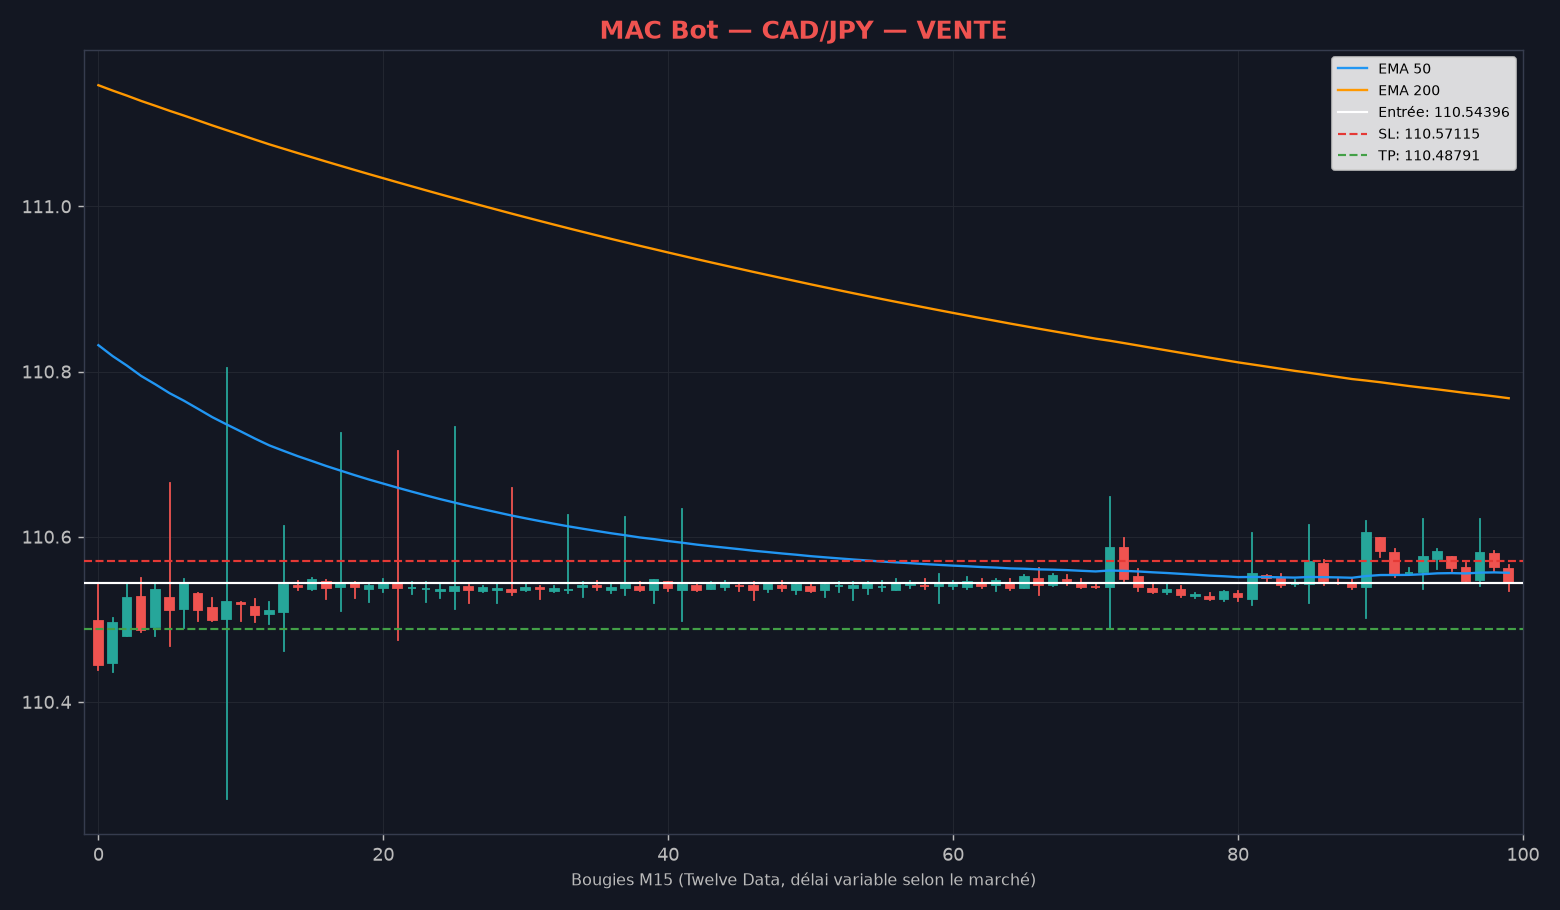 MAC Bot — CAD/JPY — VENTE
EMA 50
EMA 200
Entrée: 110.54396
SL: 110.57115
TP: 110.48791
111.0
110.8
110.6
110.4
0
20
40
60
80
100
Bougies M15 (Twelve Data, délai variable selon le marché)